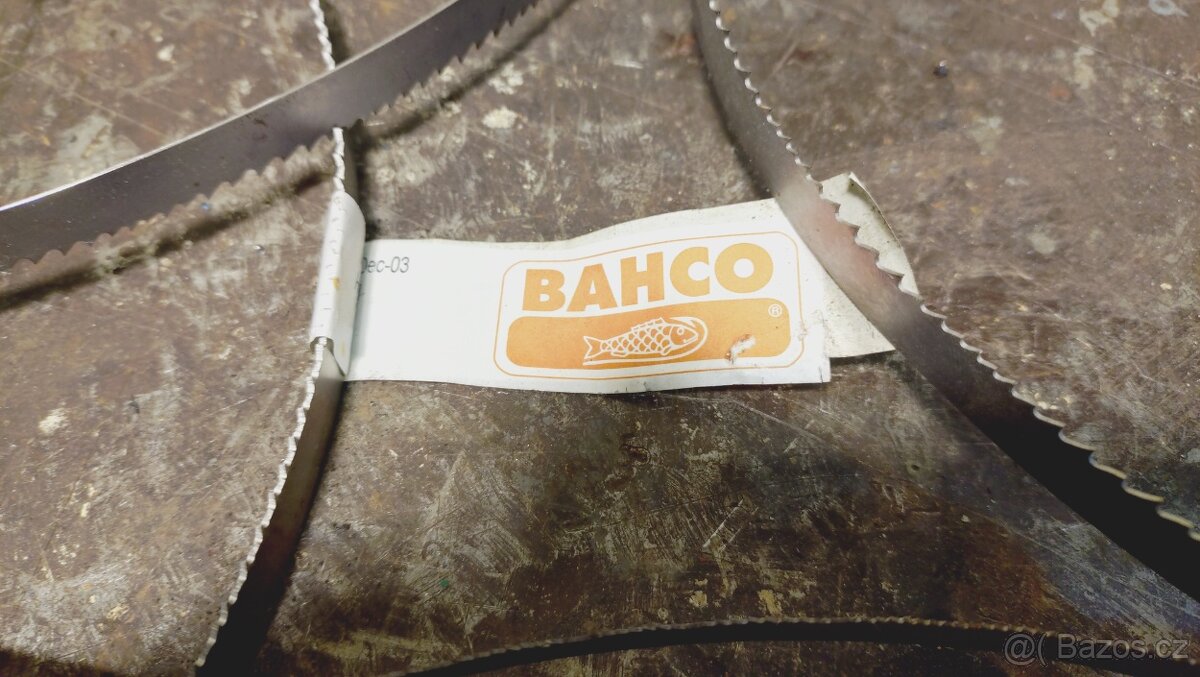 Dec-03
BAHCO
®
@( Bazos.cz